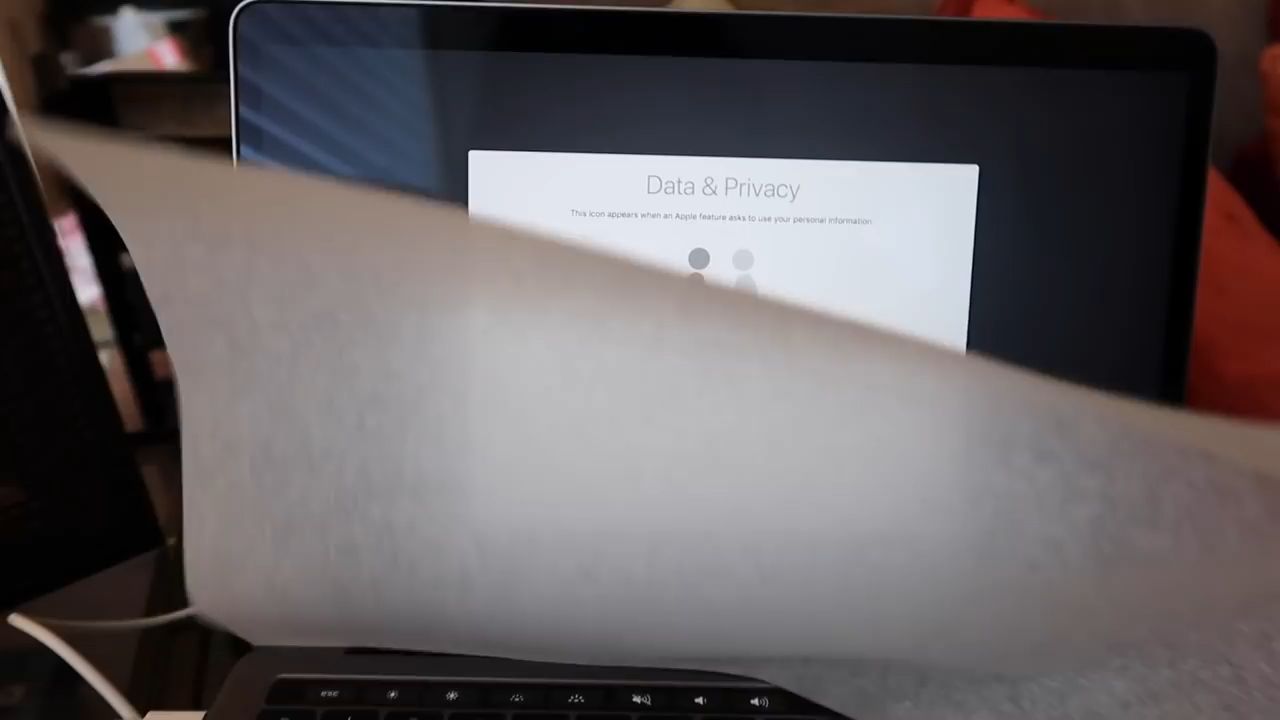 Data & Privacy
This icon appears when an Apple feature asks to use your personal information
esc